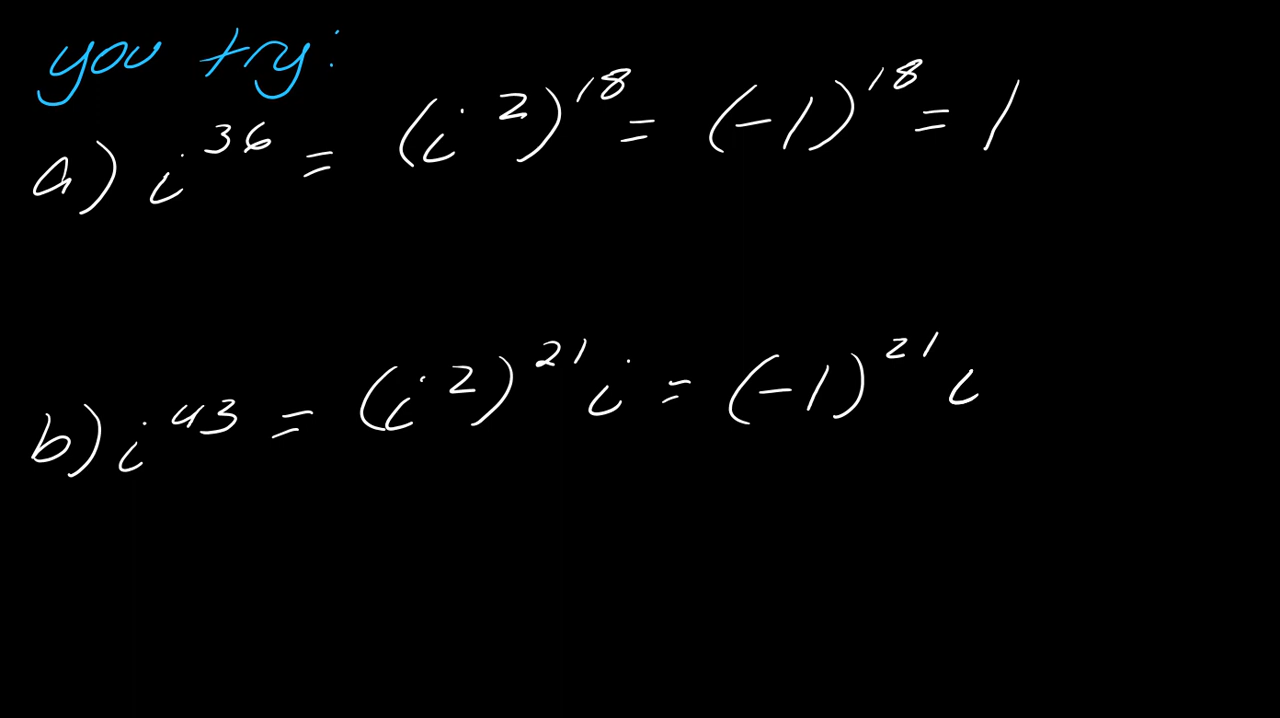 you try:
a) i^36 = (i^2)^18 = (-1)^18 = 1
b) i^43 = (i^2)^21 i = (-1)^21 i